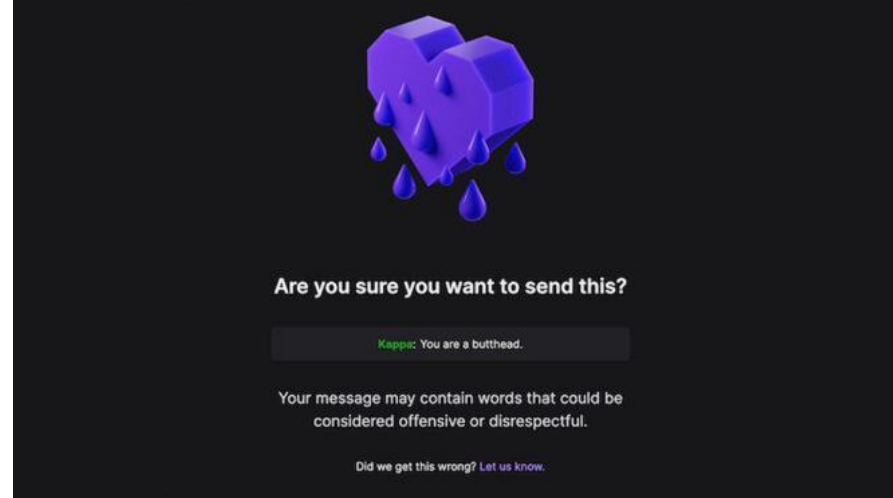 Are you sure you want to send this?
Kappa: You are a butthead.
Your message may contain words that could be
considered offensive or disrespectful.
Did we get this wrong? Let us know.